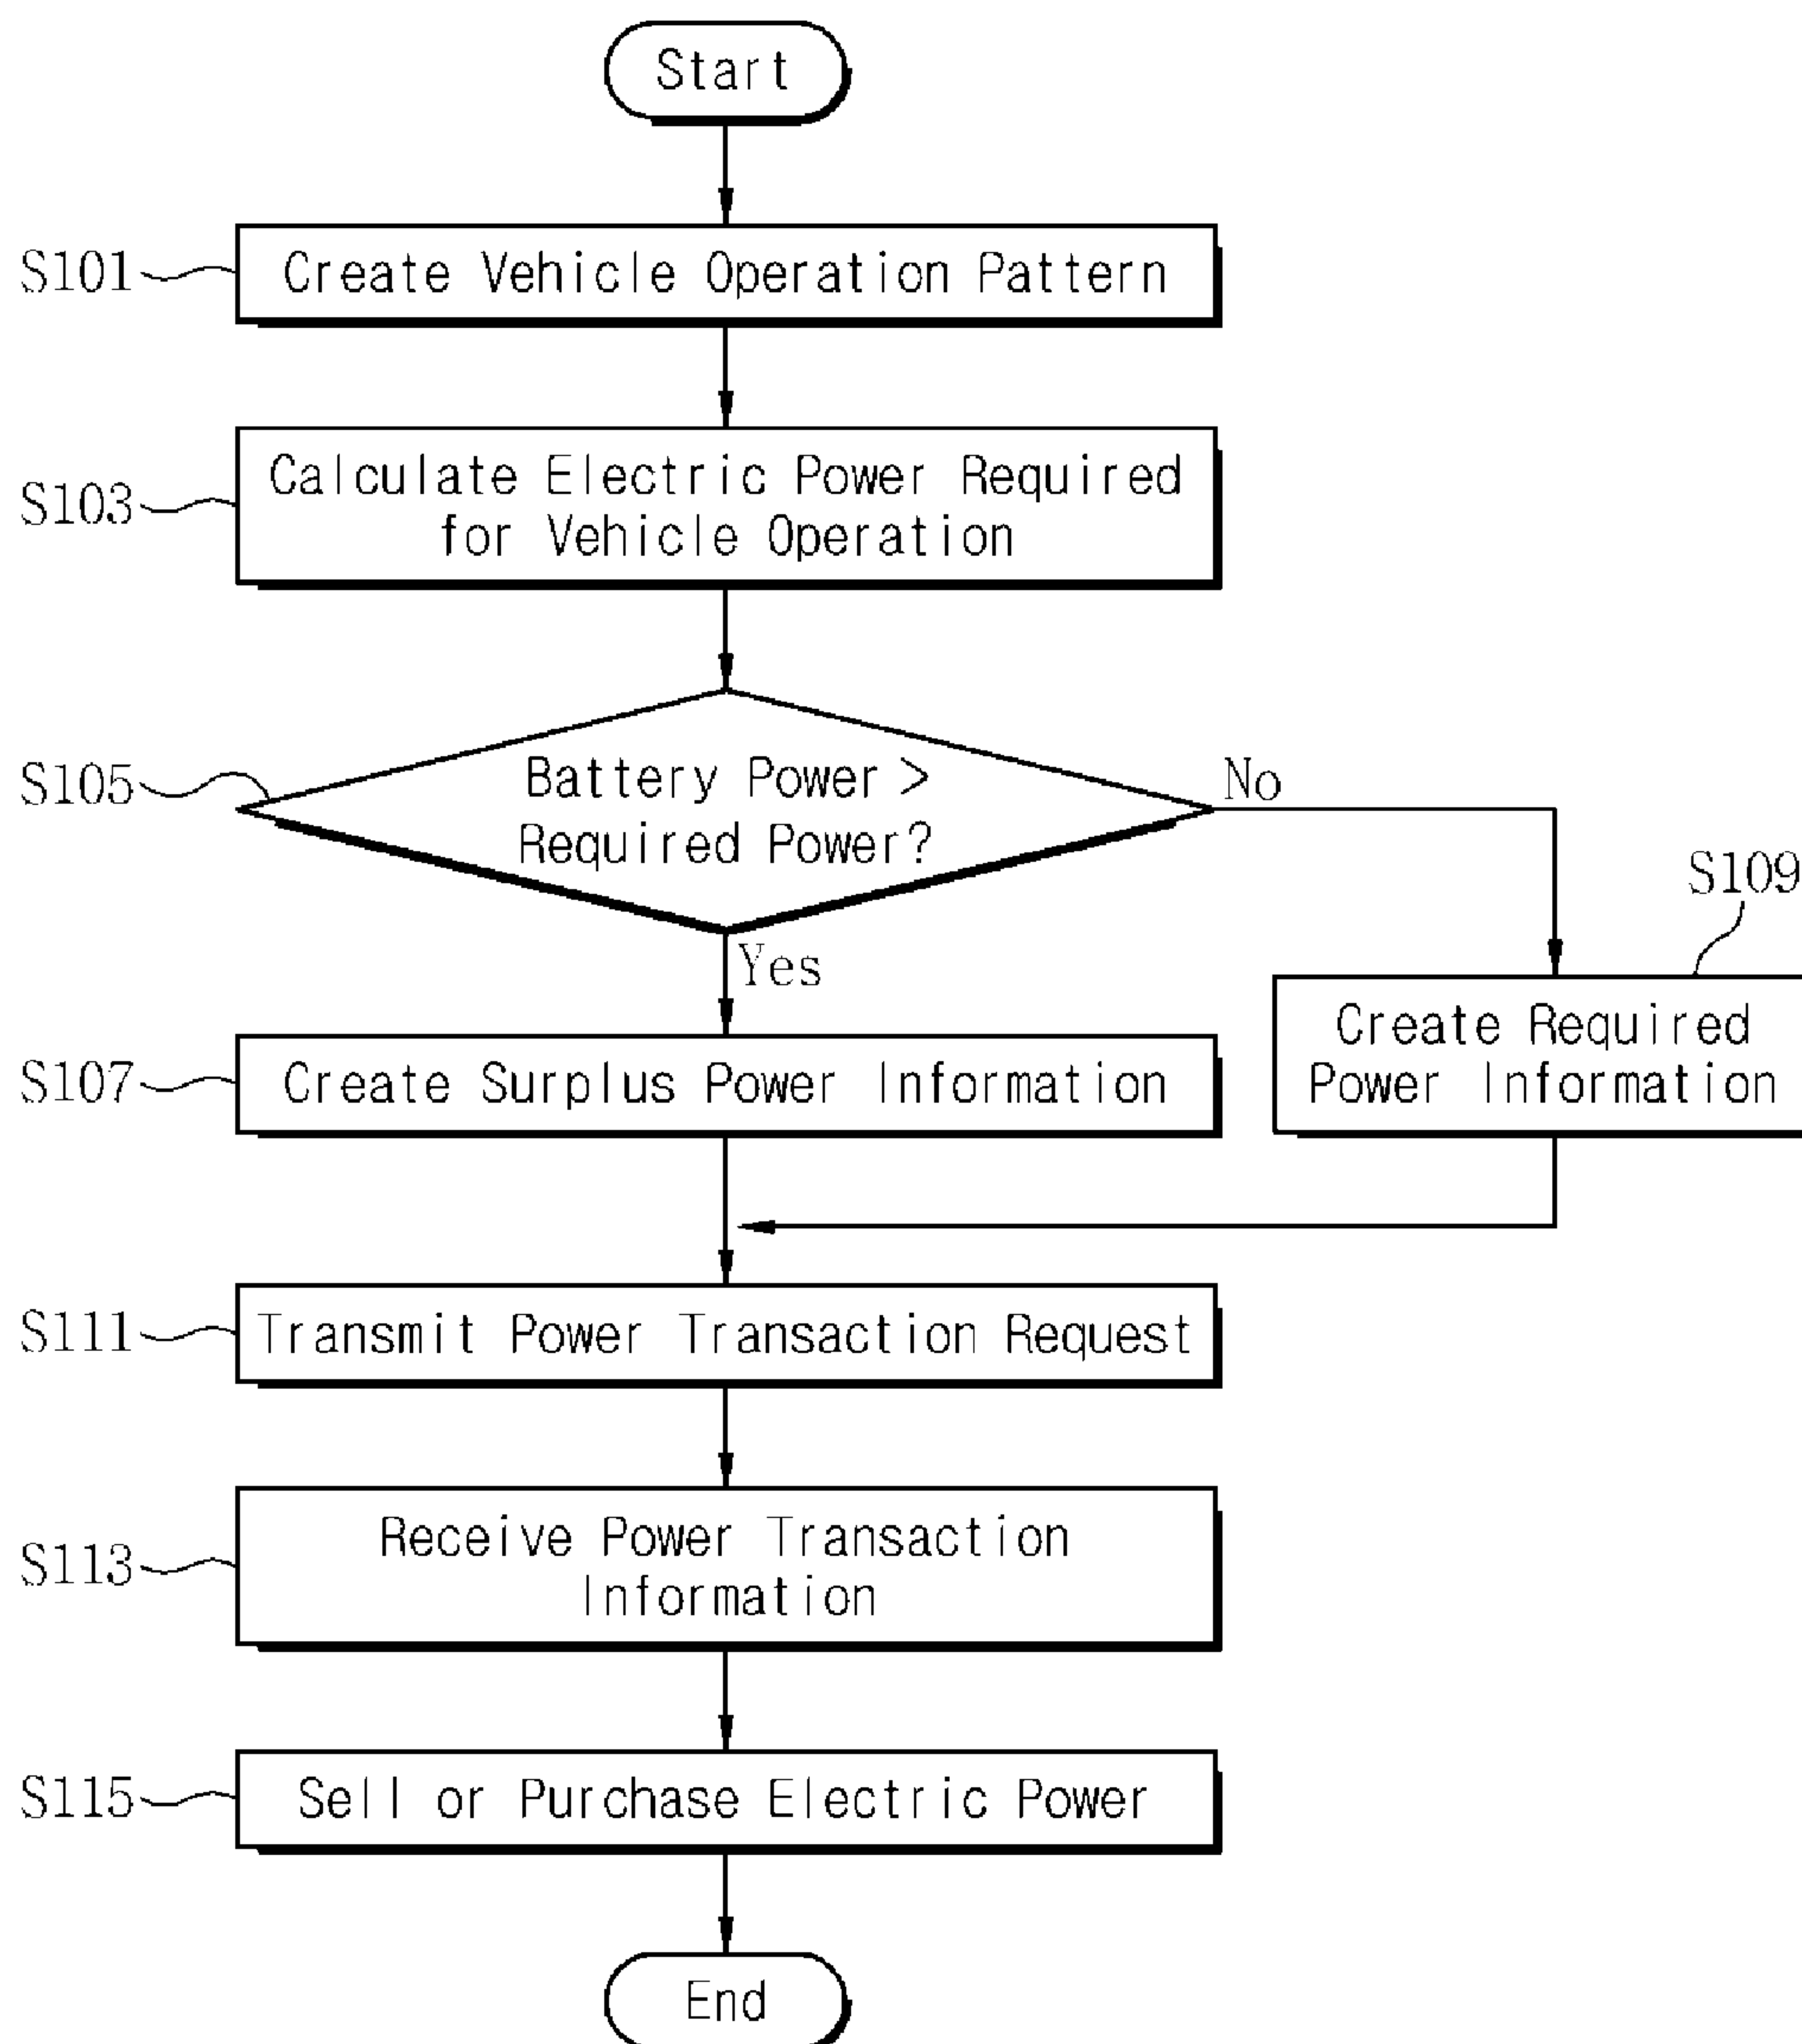 Start
S101
Create Vehicle Operation Pattern
S103
Calculate Electric Power Required
for Vehicle Operation
S105
Battery Power >
Required Power?
No
Yes
S109
Create Required
Power Information
S107
Create Surplus Power Information
S111
Transmit Power Transaction Request
S113
Receive Power Transaction
Information
S115
Sell or Purchase Electric Power
End